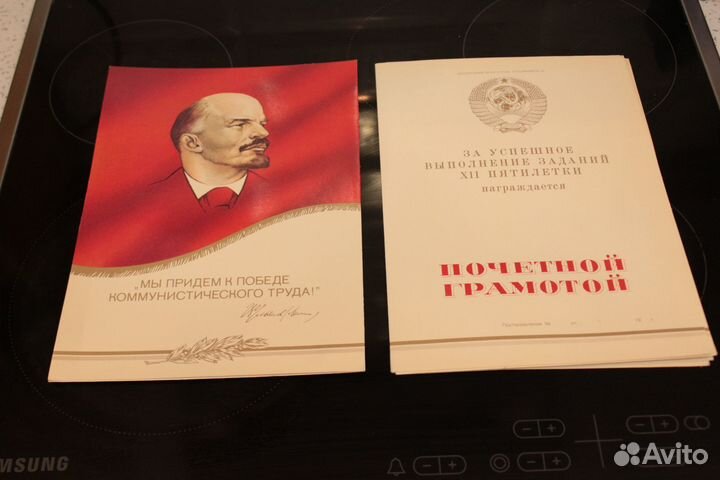 „МЫ ПРИДЕМ К ПОБЕДЕ
КОММУНИСТИЧЕСКОГО ТРУДА!"
ЗА УСПЕШНОЕ
ВЫПОЛНЕНИЕ ЗАДАНИЙ
XII ПЯТИЛЕТКИ
награждается
ПОЧЕТНОЙ
ГРАМОТОЙ
SAMSUNG
Avito